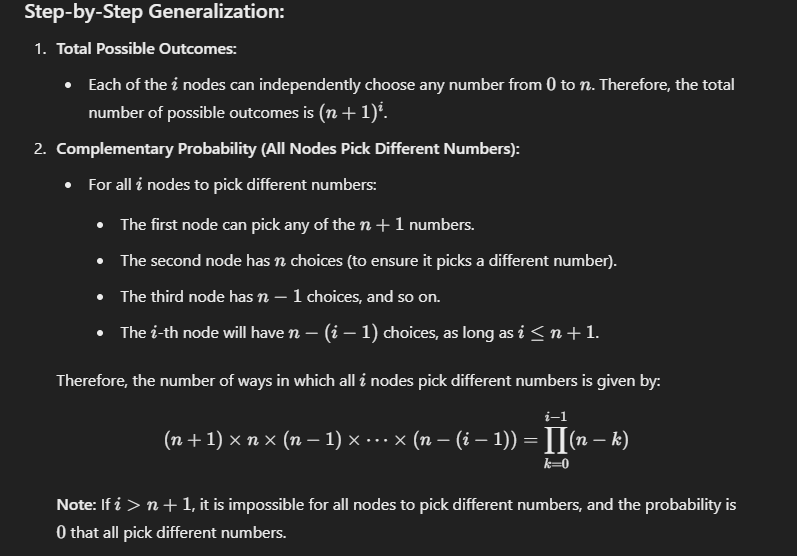 Step-by-Step Generalization:
1. Total Possible Outcomes:
• Each of the i nodes can independently choose any number from 0 to n. Therefore, the total
number of possible outcomes is (n + 1)^i.
2. Complementary Probability (All Nodes Pick Different Numbers):
• For all i nodes to pick different numbers:
• The first node can pick any of the n + 1 numbers.
• The second node has n choices (to ensure it picks a different number).
• The third node has n − 1 choices, and so on.
• The i-th node will have n − (i − 1) choices, as long as i ≤ n + 1.
Therefore, the number of ways in which all i nodes pick different numbers is given by:
(n + 1) × n × (n − 1) × ⋯ × (n − (i − 1)) = ∏_{k=0}^{i−1} (n − k)
Note: If i > n + 1, it is impossible for all nodes to pick different numbers, and the probability is
0 that all pick different numbers.